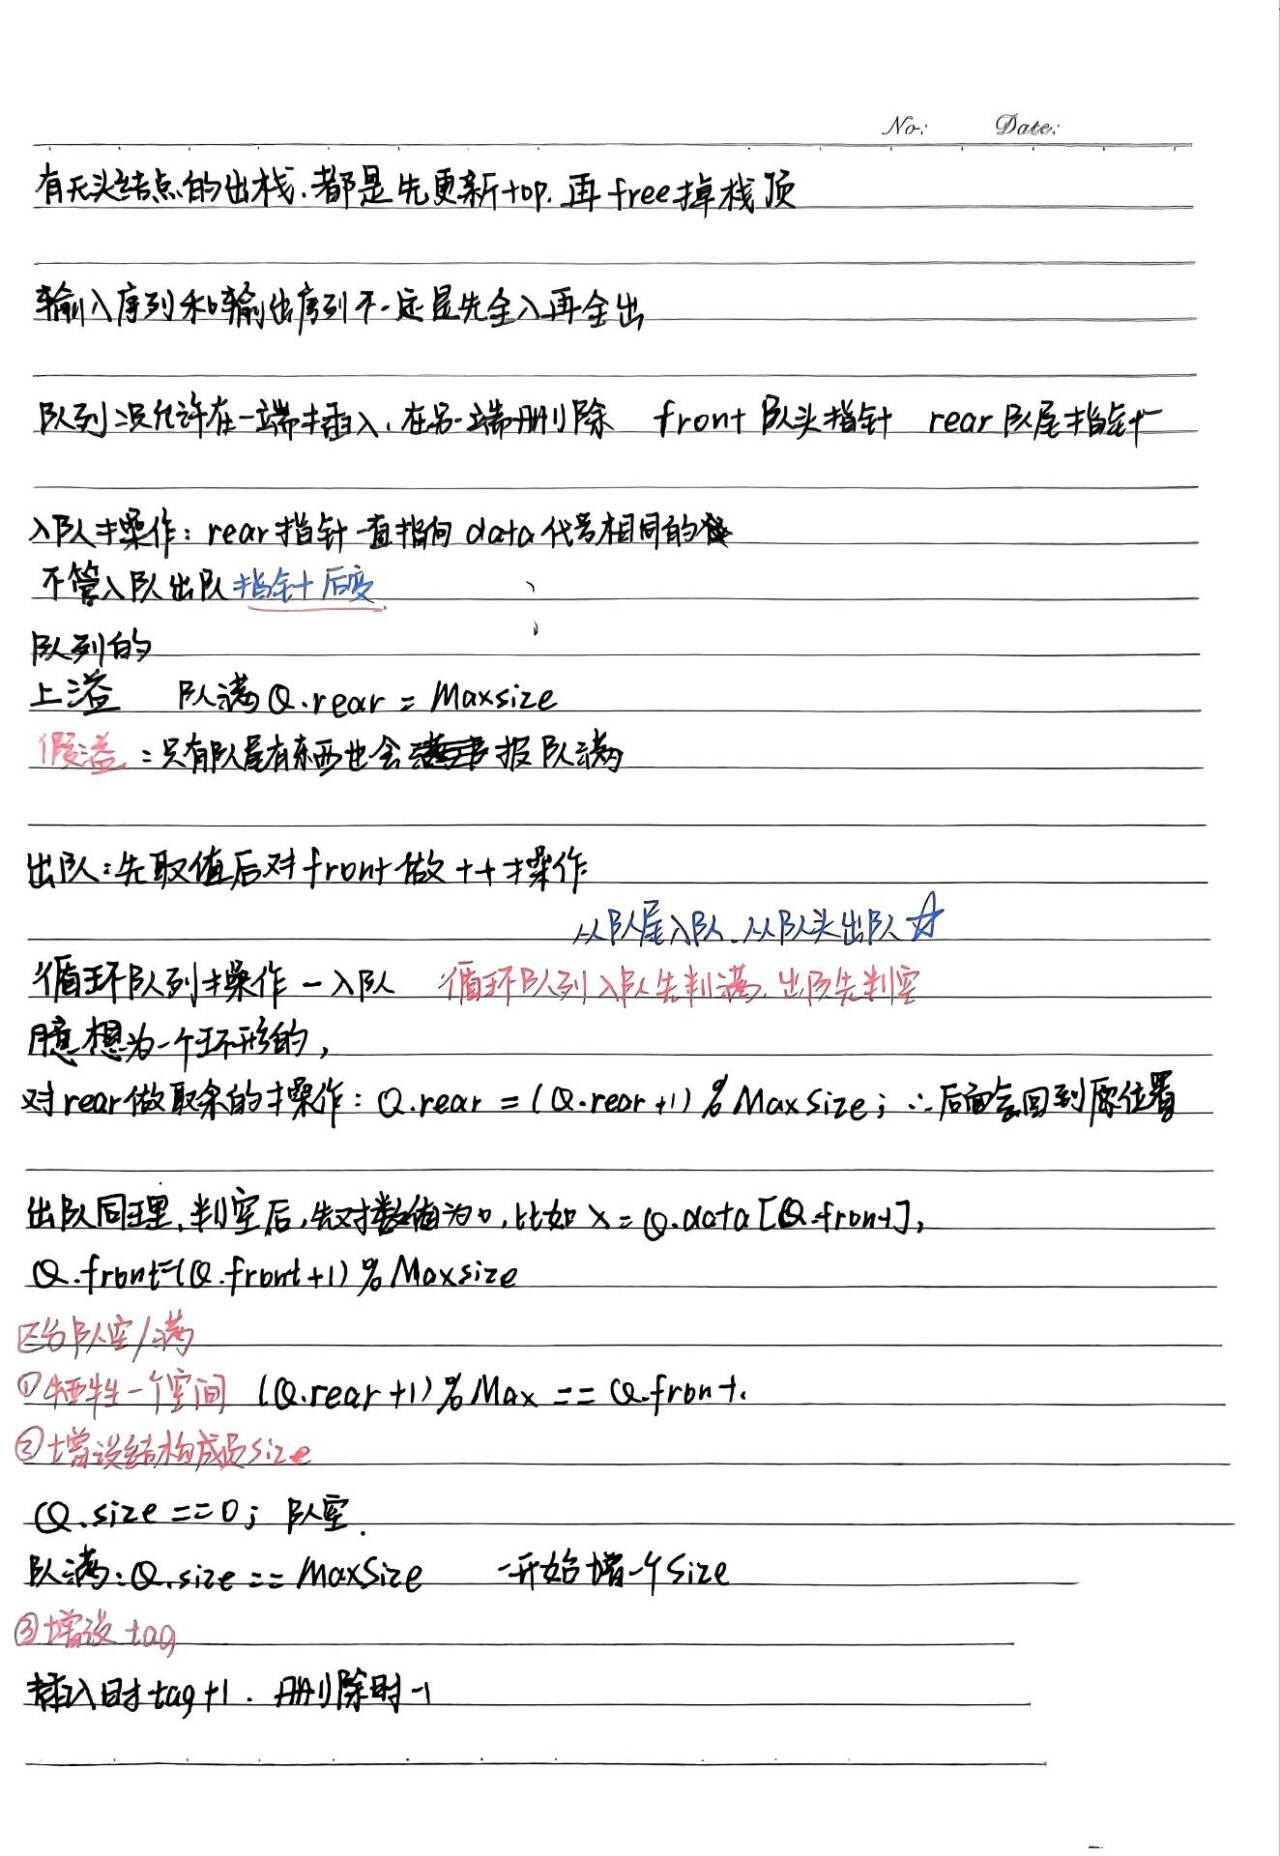 No: Date:
有无头结点的出栈.都是先更新top.再free掉栈顶
输入序列和输出序列不一定是先全入再全出
队列:只允许在一端插入,在另一端删除 front 队头指针 rear 队尾指针
入队操作:rear指针一直指向data代号相同的
不管入队出队指针后变
队列的
上溢 队满 Q.rear = Maxsize
假溢:只有队尾有东西也会报队满
出队:先取值后对front做++操作
从队尾入队.从队头出队☆
循环队列操作-入队 循环队列入队先判满.出队先判空
臆想为一个环形的,
对rear做取余的操作:Q.rear = (Q.rear+1) % MaxSize; ∴后面会回到原位置
出队同理,判空后,先对数值为0,比如 x = Q.data[Q.front],
Q.front=(Q.front+1) % Maxsize
区分队空/满
①牺牲一个空间 (Q.rear+1) % Max == Q.front.
②增设结构成员size
Q.size == 0; 队空.
队满:Q.size == MaxSize 一开始增一个Size
③增设 tag
插入时tag+1.删除时-1